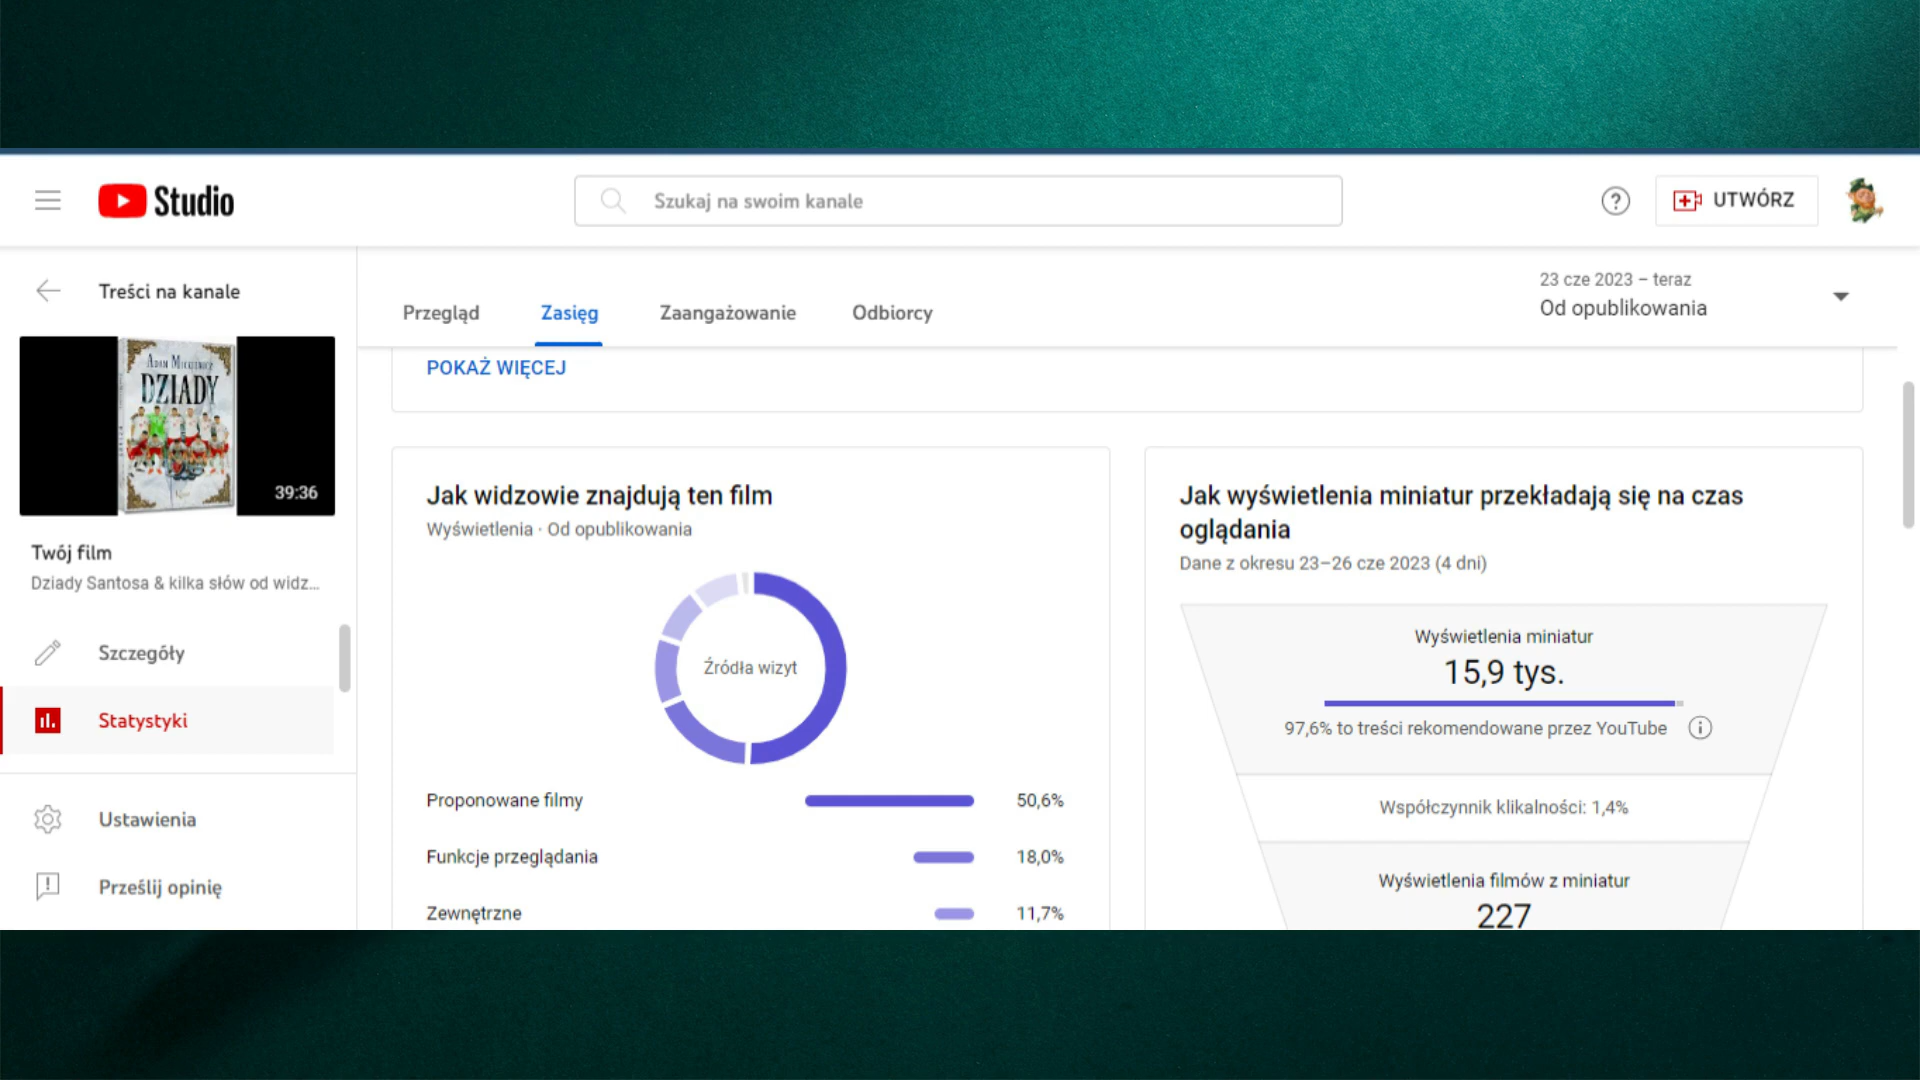 Studio
Szukaj na swoim kanale
?
UTWÓRZ
Treści na kanale
ADAM MICKIEWICZ
DZIADY
39:36
Twój film
Dziady Santosa & kilka słów od widz...
Szczegóły
Statystyki
Ustawienia
Prześlij opinię
Przegląd
Zasięg
Zaangażowanie
Odbiorcy
23 cze 2023 – teraz
Od opublikowania
POKAŻ WIĘCEJ
Jak widzowie znajdują ten film
Wyświetlenia · Od opublikowania
Źródła wizyt
Proponowane filmy 50,6%
Funkcje przeglądania 18,0%
Zewnętrzne 11,7%
Jak wyświetlenia miniatur przekładają się na czas
oglądania
Dane z okresu 23–26 cze 2023 (4 dni)
Wyświetlenia miniatur
15,9 tys.
97,6% to treści rekomendowane przez YouTube
Współczynnik klikalności: 1,4%
Wyświetlenia filmów z miniatur
227